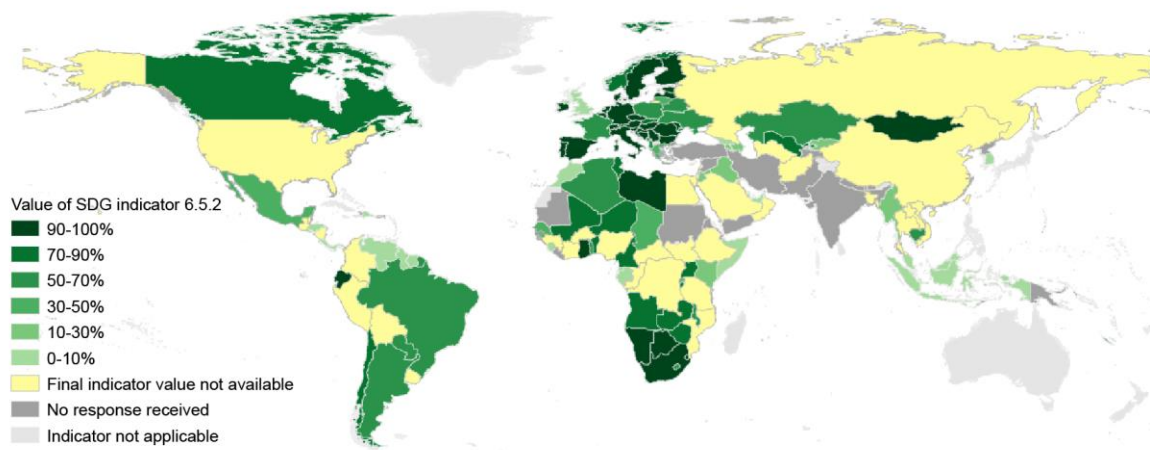 Value of SDG indicator 6.5.2
90-100%
70-90%
50-70%
30-50%
10-30%
0-10%
Final indicator value not available
No response received
Indicator not applicable